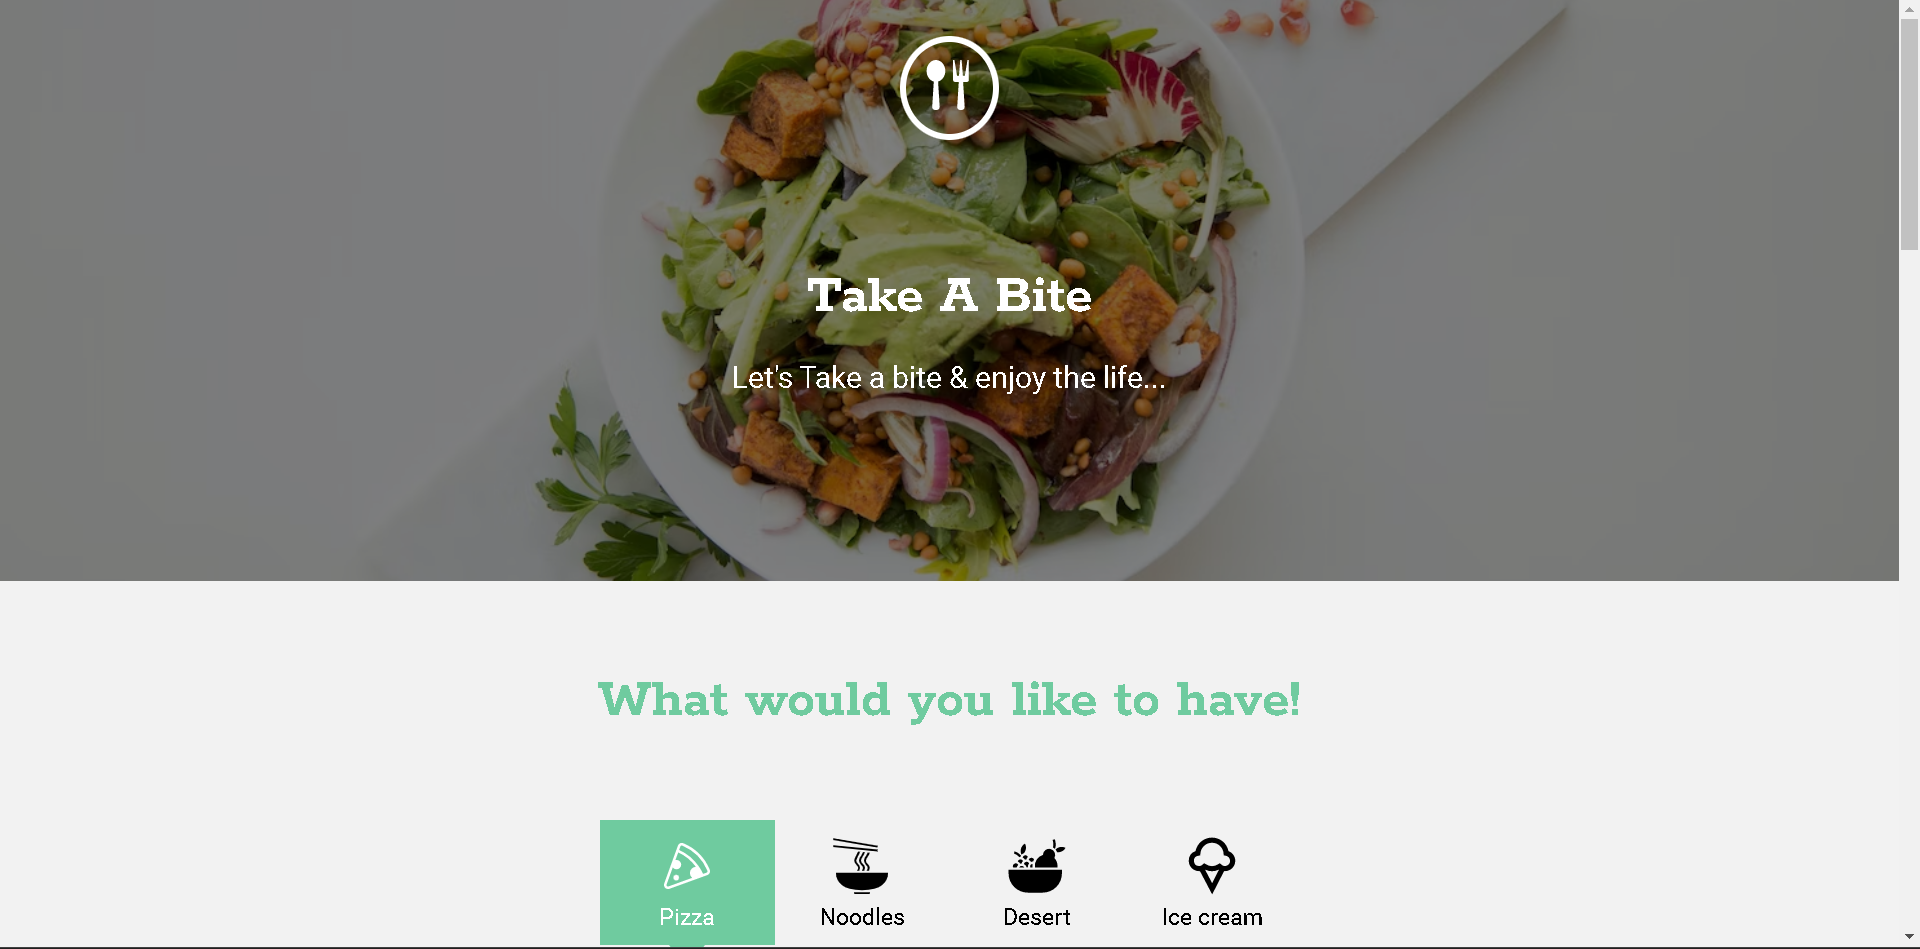 Take A Bite
Let's Take a bite & enjoy the life...
What would you like to have!
Pizza
Noodles
Desert
Ice cream